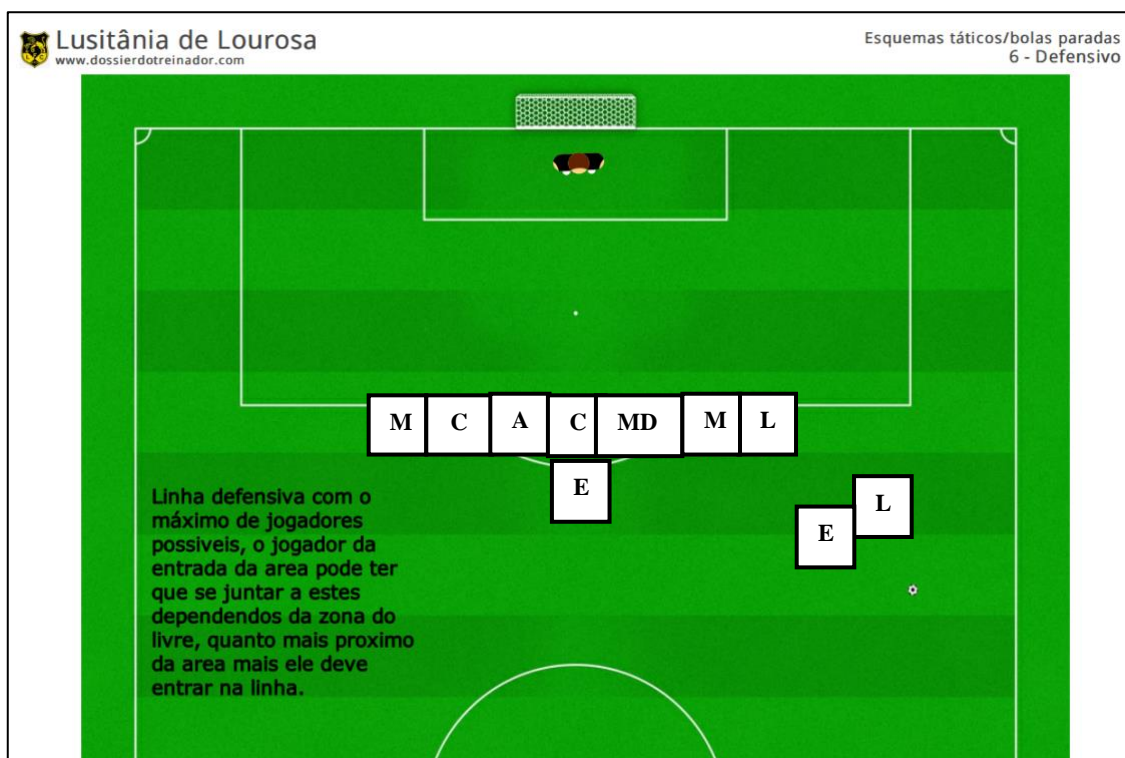 Lusitânia de Lourosa
www.dossierdotreinador.com
Esquemas táticos/bolas paradas
6 - Defensivo
M C A C MD M L
E
L
E
Linha defensiva com o
máximo de jogadores
possiveis, o jogador da
entrada da area pode ter
que se juntar a estes
dependendos da zona do
livre, quanto mais proximo
da area mais ele deve
entrar na linha.